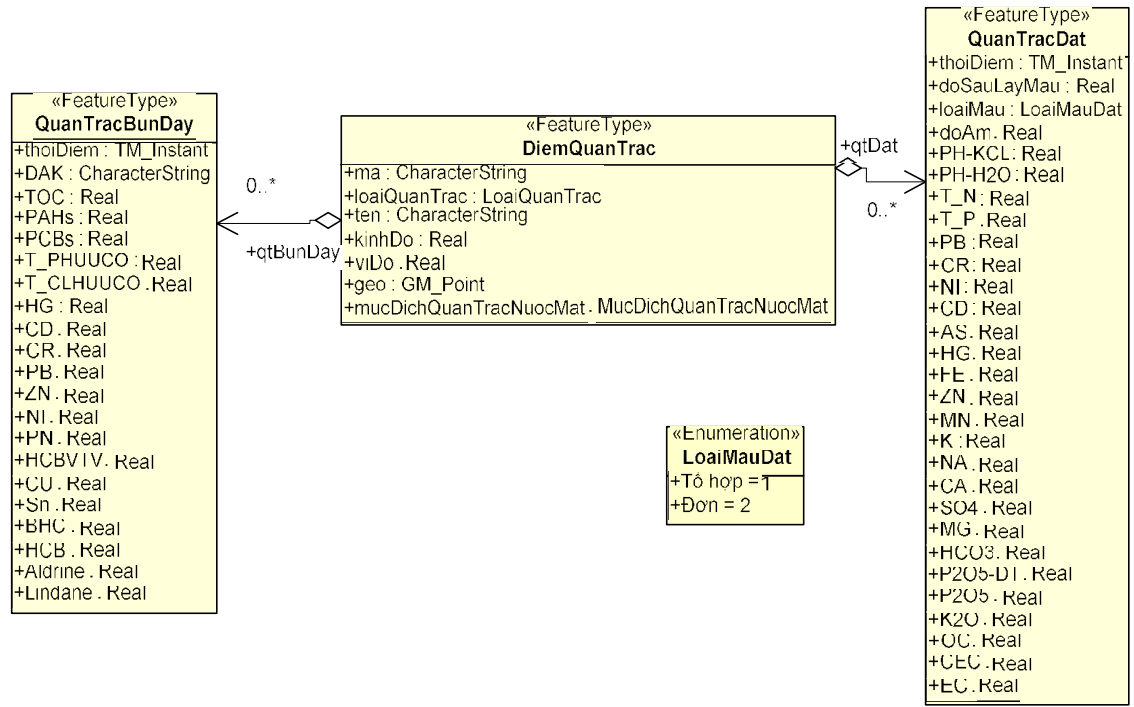 «FeatureType»
QuanTracBunDay
+thoiDiem : TM_Instant
+DAK : CharacterString
+TOC : Real
+PAHs : Real
+PCBs : Real
+T_PHUUCO : Real
+T_CLHUUCO . Real
+HG : Real
+CD . Real
+CR . Real
+PB. Real
+ZN . Real
+NI . Real
+PN . Real
+HCBVTV. Real
+CU . Real
+Sn . Real
+BHC . Real
+HCB . Real
+Aldrine . Real
+Lindane . Real
0..*
+qtBunDay
«FeatureType»
DiemQuanTrac
+ma : CharacterString
+loaiQuanTrac : LoaiQuanTrac
+ten : CharacterString
+kinhDo : Real
+viDo . Real
+geo : GM_Point
+mucDichQuanTracNuocMat . MucDichQuanTracNuocMat
+qtDat
0..*
«Enumeration»
LoaiMauDat
+Tổ hợp = 1
+Đơn = 2
«FeatureType»
QuanTracDat
+thoiDiem : TM_Instant
+doSauLayMau : Real
+loaiMau : LoaiMauDat
+doAm . Real
+PH-KCL: Real
+PH-H2O : Real
+T_N : Real
+T_P . Real
+PB : Real
+CR: Real
+NI : Real
+CD : Real
+AS . Real
+HG . Real
+FE . Real
+ZN . Real
+MN . Real
+K : Real
+NA . Real
+CA . Real
+SO4 . Real
+MG . Real
+HCO3. Real
+P2O5-DT . Real
+P2O5 . Real
+K2O . Real
+OC . Real
+CEC . Real
+EC . Real